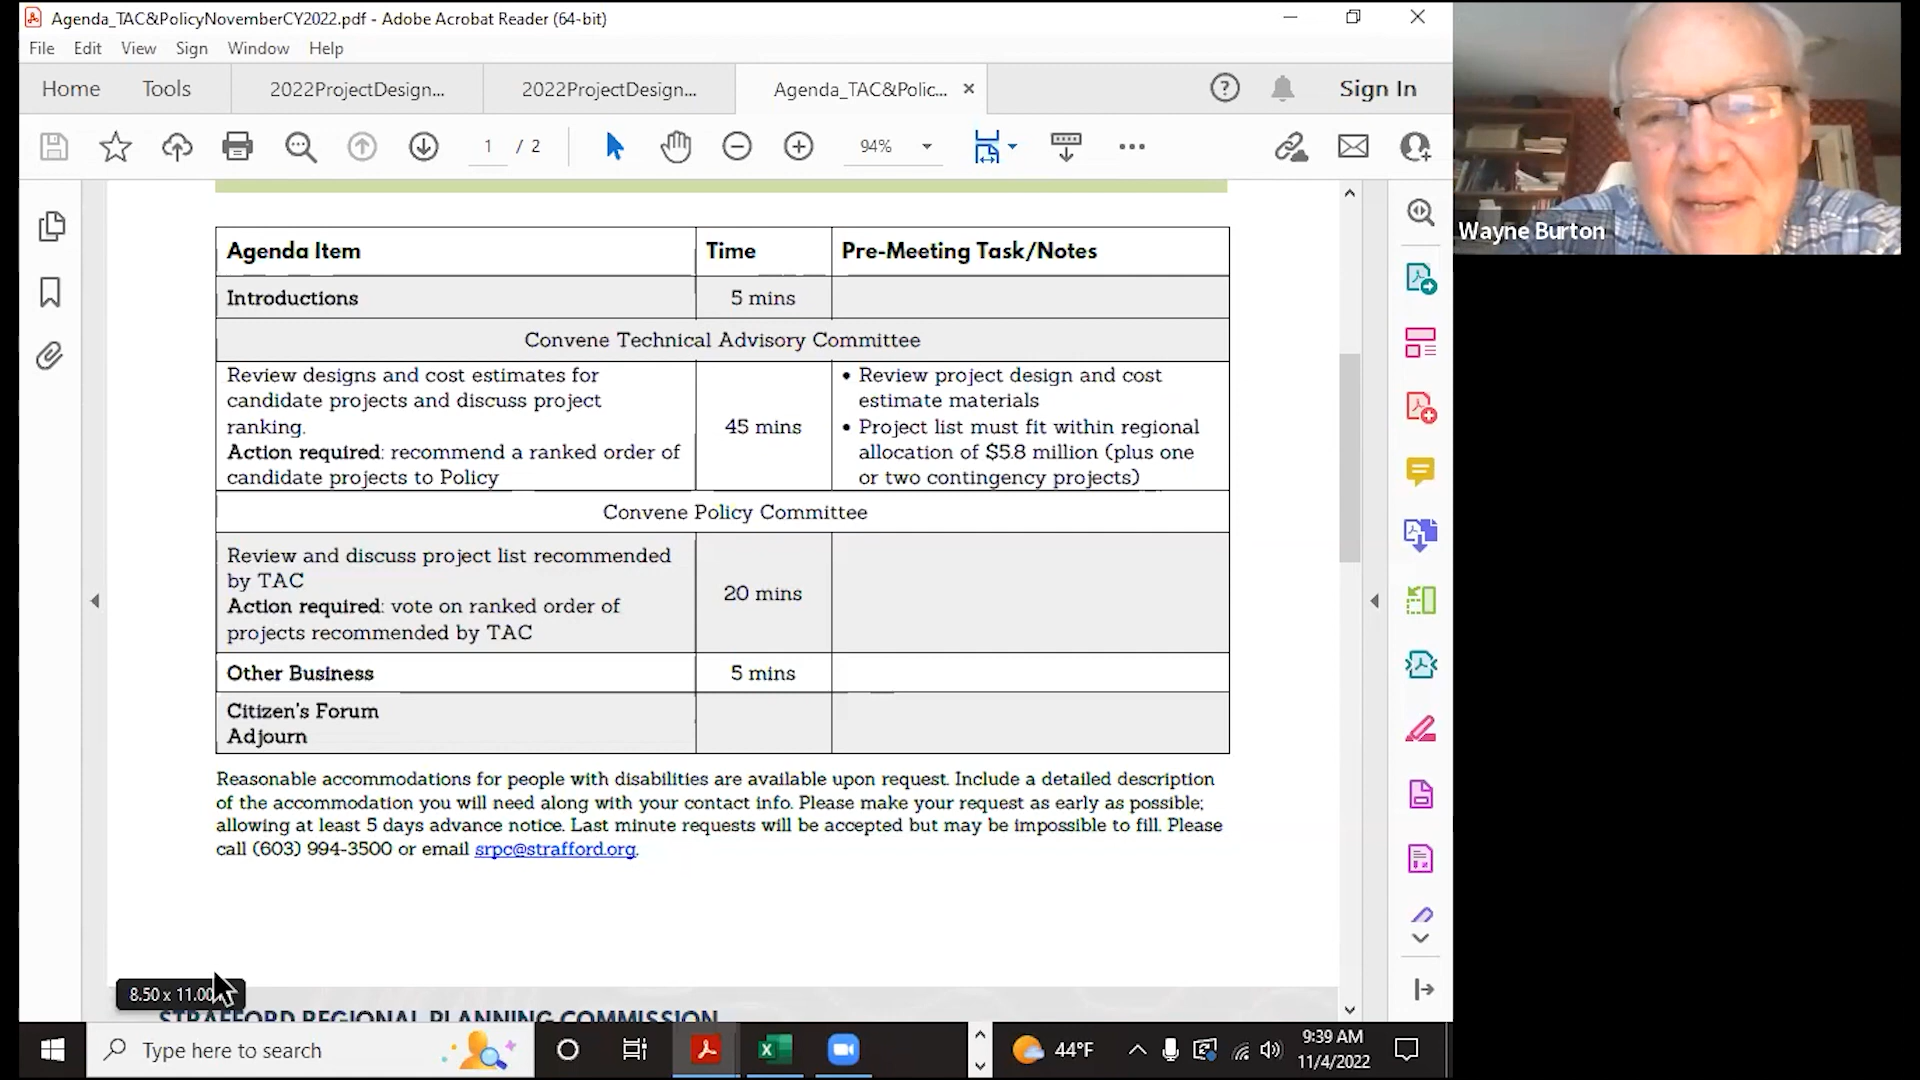 Agenda_TAC&PolicyNovemberCY2022.pdf - Adobe Acrobat Reader (64-bit)
File Edit View Sign Window Help
Home Tools 2022ProjectDesign... 2022ProjectDesign... Agenda_TAC&Polic... Sign In
1 / 2 94%
Wayne Burton
Agenda Item Time Pre-Meeting Task/Notes
Introductions 5 mins
Convene Technical Advisory Committee
Review designs and cost estimates for
candidate projects and discuss project
ranking.
Action required: recommend a ranked order of
candidate projects to Policy
45 mins
• Review project design and cost
estimate materials
• Project list must fit within regional
allocation of $5.8 million (plus one
or two contingency projects)
Convene Policy Committee
Review and discuss project list recommended
by TAC
Action required: vote on ranked order of
projects recommended by TAC
20 mins
Other Business 5 mins
Citizen's Forum
Adjourn
Reasonable accommodations for people with disabilities are available upon request. Include a detailed description
of the accommodation you will need along with your contact info. Please make your request as early as possible;
allowing at least 5 days advance notice. Last minute requests will be accepted but may be impossible to fill. Please
call (603) 994-3500 or email srpc@strafford.org.
8.50 x 11.00
STRAFFORD REGIONAL PLANNING COMMISSION
Type here to search 44°F 9:39 AM
11/4/2022